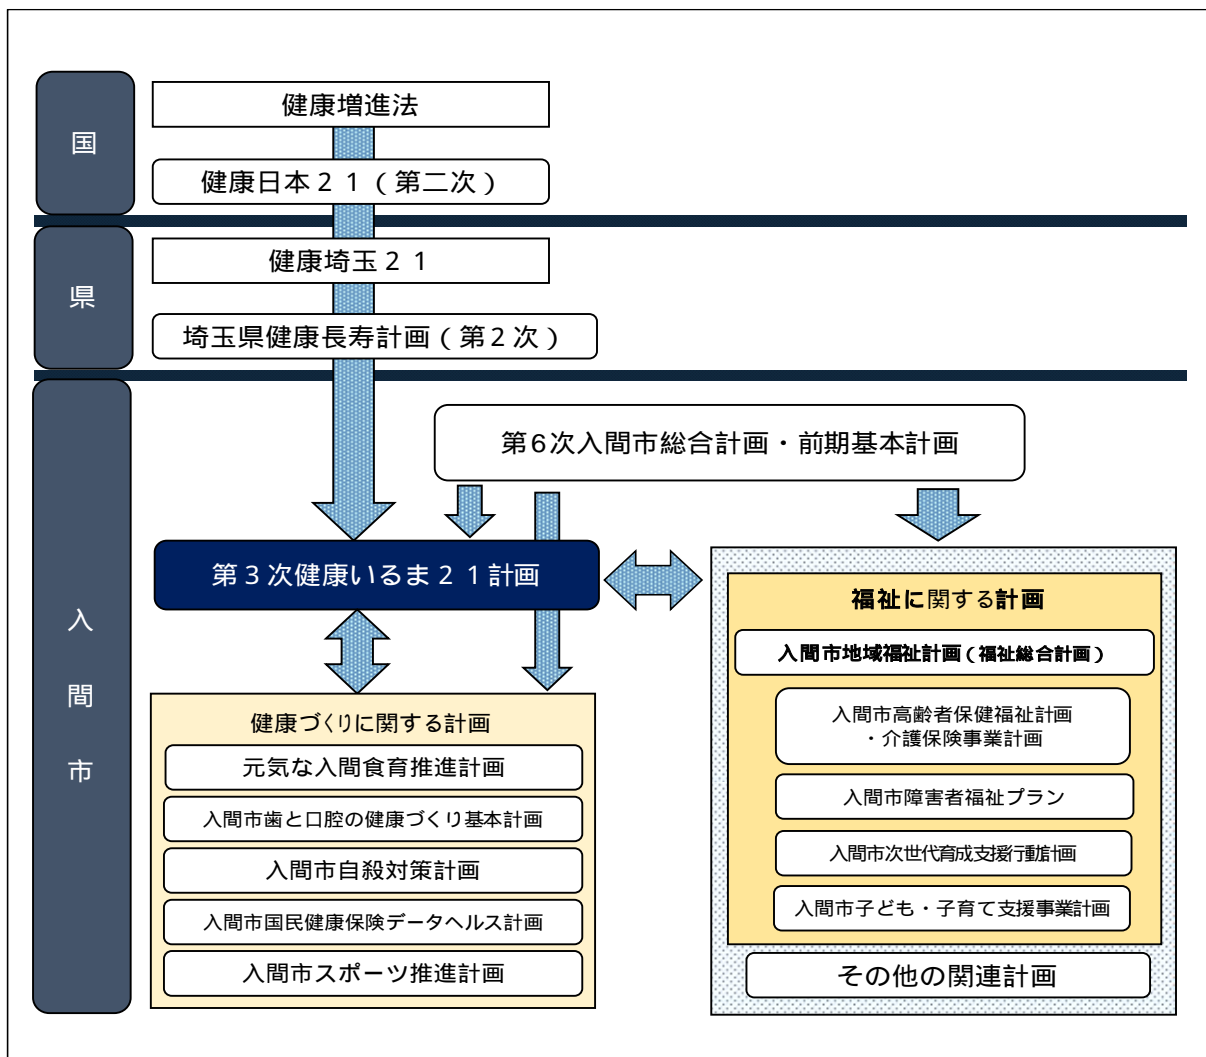 国
健康増進法
健康日本２１（第二次）
県
健康埼玉２１
埼玉県健康長寿計画（第２次）
入間市
第6次入間市総合計画・前期基本計画
第３次健康いるま２１計画
健康づくりに関する計画
元気な入間食育推進計画
入間市歯と口腔の健康づくり基本計画
入間市自殺対策計画
入間市国民健康保険データヘルス計画
入間市スポーツ推進計画
福祉に関する計画
入間市地域福祉計画（福祉総合計画）
入間市高齢者保健福祉計画
・介護保険事業計画
入間市障害者福祉プラン
入間市次世代育成支援行動計画
入間市子ども・子育て支援事業計画
その他の関連計画